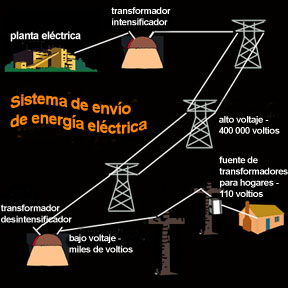 transformador
intensificador
planta eléctrica
Sistema de envío
de energía eléctrica
alto voltaje -
400 000 voltios
fuente de
transformadores
para hogares -
110 voltios
transformador
desintensificador
bajo voltaje -
miles de voltios